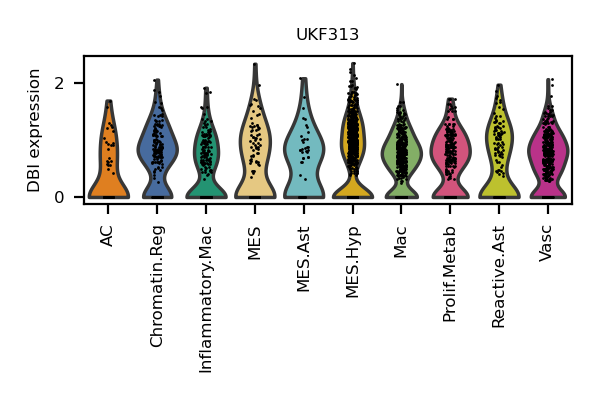 UKF313
DBI expression
2
0
AC
Chromatin.Reg
Inflammatory.Mac
MES
MES.Ast
MES.Hyp
Mac
Prolif.Metab
Reactive.Ast
Vasc